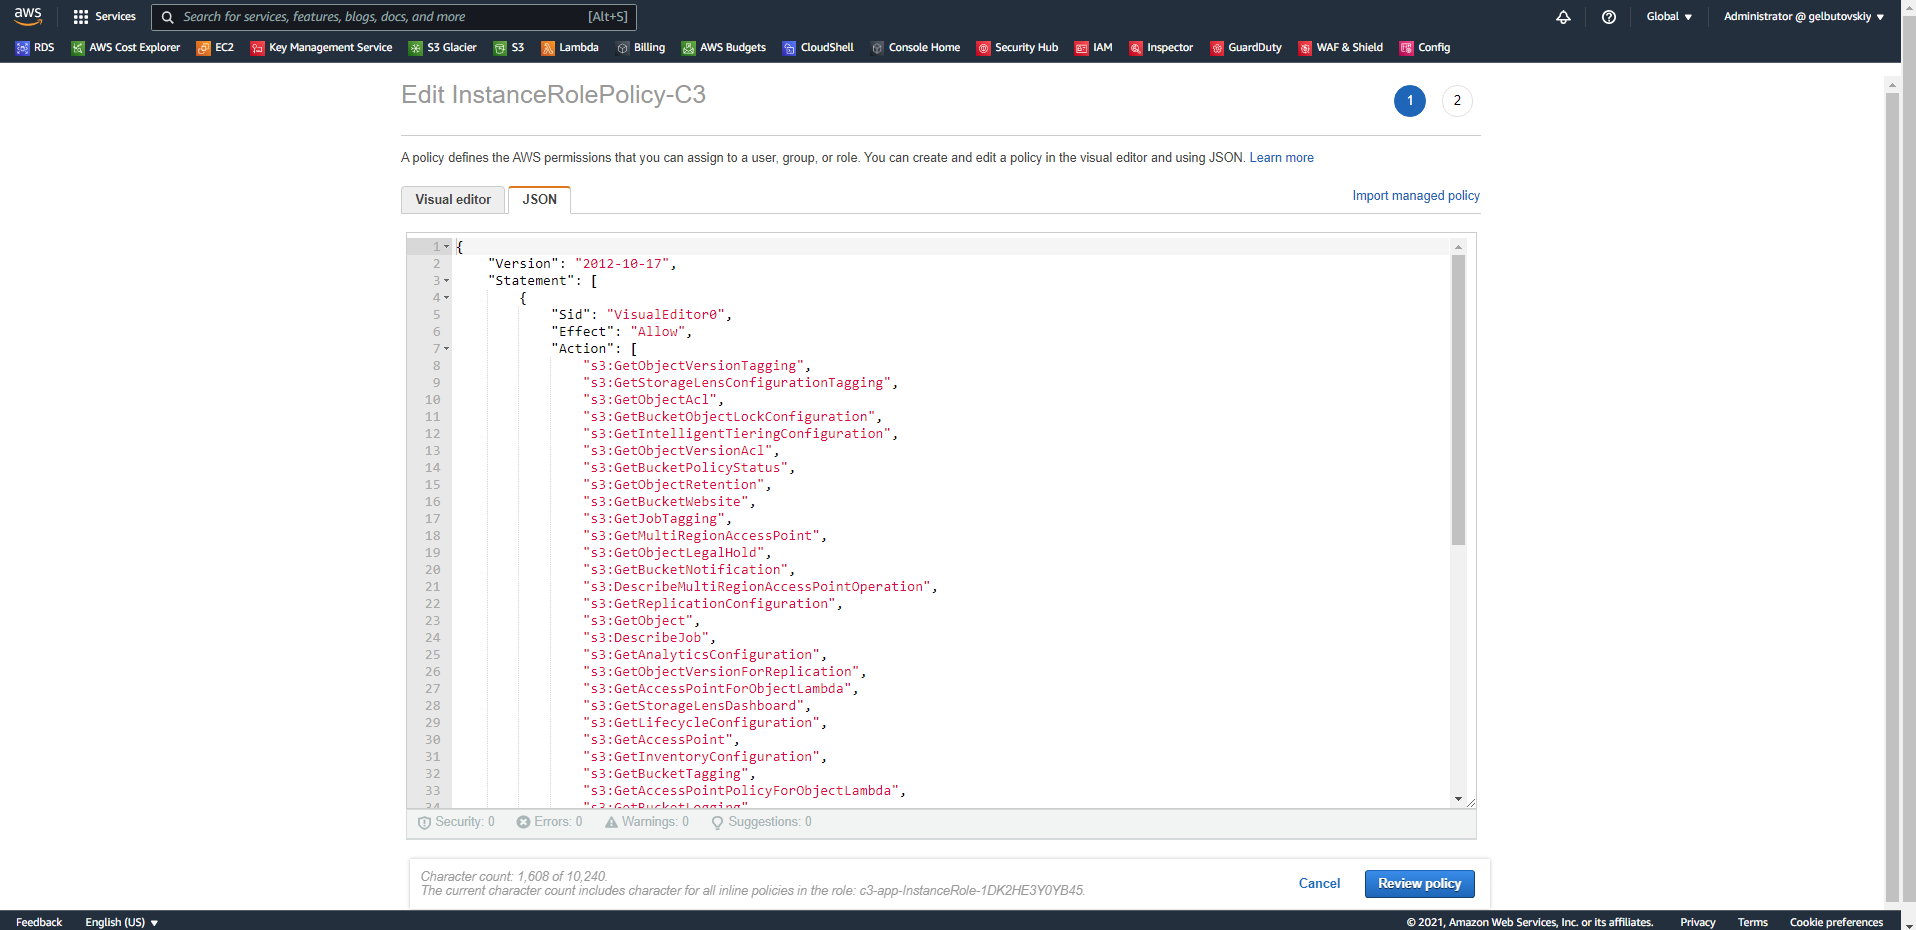 aws Services Search for services, features, blogs, docs, and more [Alt+S] Global ▼ Administrator @ gelbutovskiy ▼
RDS AWS Cost Explorer EC2 Key Management Service S3 Glacier S3 Lambda Billing AWS Budgets CloudShell Console Home Security Hub IAM Inspector GuardDuty WAF & Shield Config
Edit InstanceRolePolicy-C3 1 2
A policy defines the AWS permissions that you can assign to a user, group, or role. You can create and edit a policy in the visual editor and using JSON. Learn more
Visual editor JSON Import managed policy
1 {
2 "Version": "2012-10-17",
3 "Statement": [
4 {
5 "Sid": "VisualEditor0",
6 "Effect": "Allow",
7 "Action": [
8 "s3:GetObjectVersionTagging",
9 "s3:GetStorageLensConfigurationTagging",
10 "s3:GetObjectAcl",
11 "s3:GetBucketObjectLockConfiguration",
12 "s3:GetIntelligentTieringConfiguration",
13 "s3:GetObjectVersionAcl",
14 "s3:GetBucketPolicyStatus",
15 "s3:GetObjectRetention",
16 "s3:GetBucketWebsite",
17 "s3:GetJobTagging",
18 "s3:GetMultiRegionAccessPoint",
19 "s3:GetObjectLegalHold",
20 "s3:GetBucketNotification",
21 "s3:DescribeMultiRegionAccessPointOperation",
22 "s3:GetReplicationConfiguration",
23 "s3:GetObject",
24 "s3:DescribeJob",
25 "s3:GetAnalyticsConfiguration",
26 "s3:GetObjectVersionForReplication",
27 "s3:GetAccessPointForObjectLambda",
28 "s3:GetStorageLensDashboard",
29 "s3:GetLifecycleConfiguration",
30 "s3:GetAccessPoint",
31 "s3:GetInventoryConfiguration",
32 "s3:GetBucketTagging",
33 "s3:GetAccessPointPolicyForObjectLambda",
34 "s3:GetBucketLogging"
Security: 0 Errors: 0 Warnings: 0 Suggestions: 0
Character count: 1,608 of 10,240.
The current character count includes character for all inline policies in the role: c3-app-InstanceRole-1DK2HE3Y0YB45.
Cancel Review policy
Feedback English (US) ▼ © 2021, Amazon Web Services, Inc. or its affiliates. Privacy Terms Cookie preferences